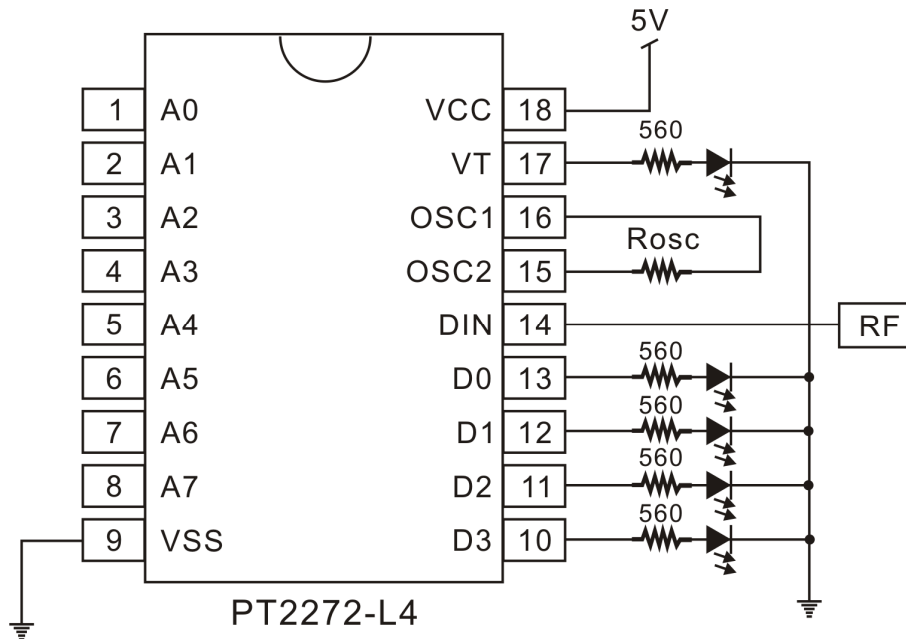 5V
1 A0 VCC 18
560
2 A1 VT 17
3 A2 OSC1 16
Rosc
4 A3 OSC2 15
5 A4 DIN 14
RF
560
6 A5 D0 13
560
7 A6 D1 12
560
8 A7 D2 11
560
9 VSS D3 10
PT2272-L4